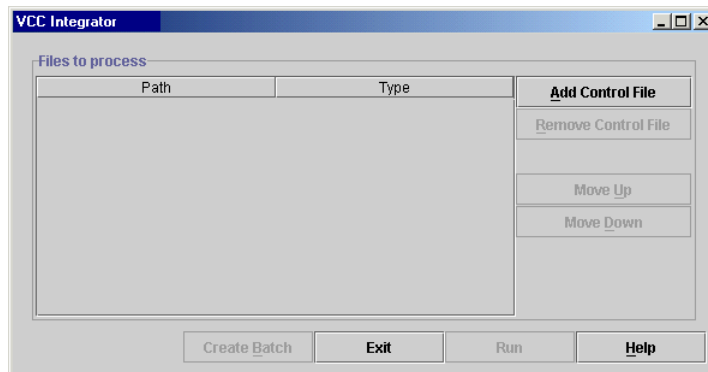 VCC Integrator
Files to process
Path Type
Add Control File
Remove Control File
Move Up
Move Down
Create Batch Exit Run Help